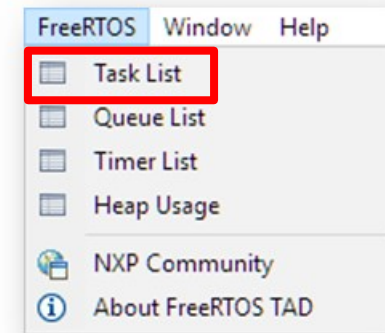 FreeRTOS Window Help
Task List
Queue List
Timer List
Heap Usage
NXP Community
About FreeRTOS TAD